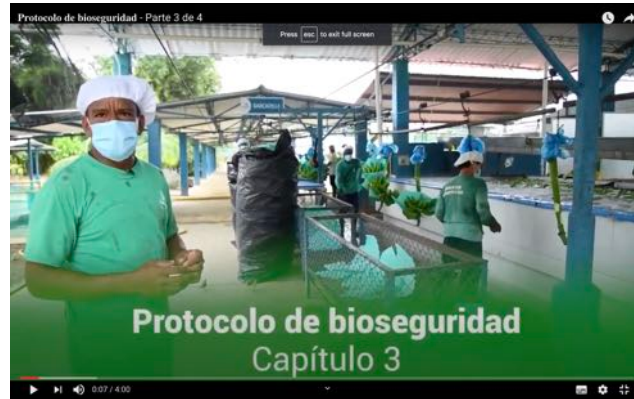 Protocolo de bioseguridad - Parte 3 de 4
Press esc to exit full screen
Protocolo de bioseguridad
Capítulo 3
0:07 / 4:00